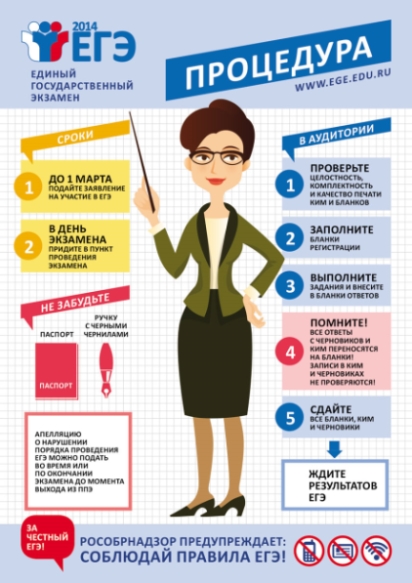 2014
ЕГЭ
ЕДИНЫЙ
ГОСУДАРСТВЕННЫЙ
ЭКЗАМЕН
ПРОЦЕДУРА
WWW.EGE.EDU.RU
СРОКИ
1
ДО 1 МАРТА
ПОДАЙТЕ ЗАЯВЛЕНИЕ
НА УЧАСТИЕ В ЕГЭ
2
В ДЕНЬ
ЭКЗАМЕНА
ПРИДИТЕ В ПУНКТ
ПРОВЕДЕНИЯ
ЭКЗАМЕНА
НЕ ЗАБУДЬТЕ
ПАСПОРТ
РУЧКУ
С ЧЕРНЫМИ
ЧЕРНИЛАМИ
ПАСПОРТ
АПЕЛЛЯЦИЮ
О НАРУШЕНИИ
ПОРЯДКА ПРОВЕДЕНИЯ
ЕГЭ МОЖНО ПОДАТЬ
ВО ВРЕМЯ ИЛИ
ПО ОКОНЧАНИИ
ЭКЗАМЕНА ДО МОМЕНТА
ВЫХОДА ИЗ ППЭ
В АУДИТОРИИ
1
ПРОВЕРЬТЕ
ЦЕЛОСТНОСТЬ,
КОМПЛЕКТНОСТЬ
И КАЧЕСТВО ПЕЧАТИ
КИМ И БЛАНКОВ
2
ЗАПОЛНИТЕ
БЛАНКИ
РЕГИСТРАЦИИ
3
ВЫПОЛНИТЕ
ЗАДАНИЯ И ВНЕСИТЕ
В БЛАНКИ ОТВЕТОВ
4
ПОМНИТЕ!
ВСЕ ОТВЕТЫ
С ЧЕРНОВИКОВ И
КИМ ПЕРЕНОСЯТСЯ
НА БЛАНКИ!
ЗАПИСИ В КИМ
И ЧЕРНОВИКАХ
НЕ ПРОВЕРЯЮТСЯ!
5
СДАЙТЕ
ВСЕ БЛАНКИ, КИМ
И ЧЕРНОВИКИ
ЖДИТЕ
РЕЗУЛЬТАТОВ
ЕГЭ
ЗА
ЧЕСТНЫЙ
ЕГЭ!
РОСОБРНАДЗОР ПРЕДУПРЕЖДАЕТ:
СОБЛЮДАЙ ПРАВИЛА ЕГЭ!